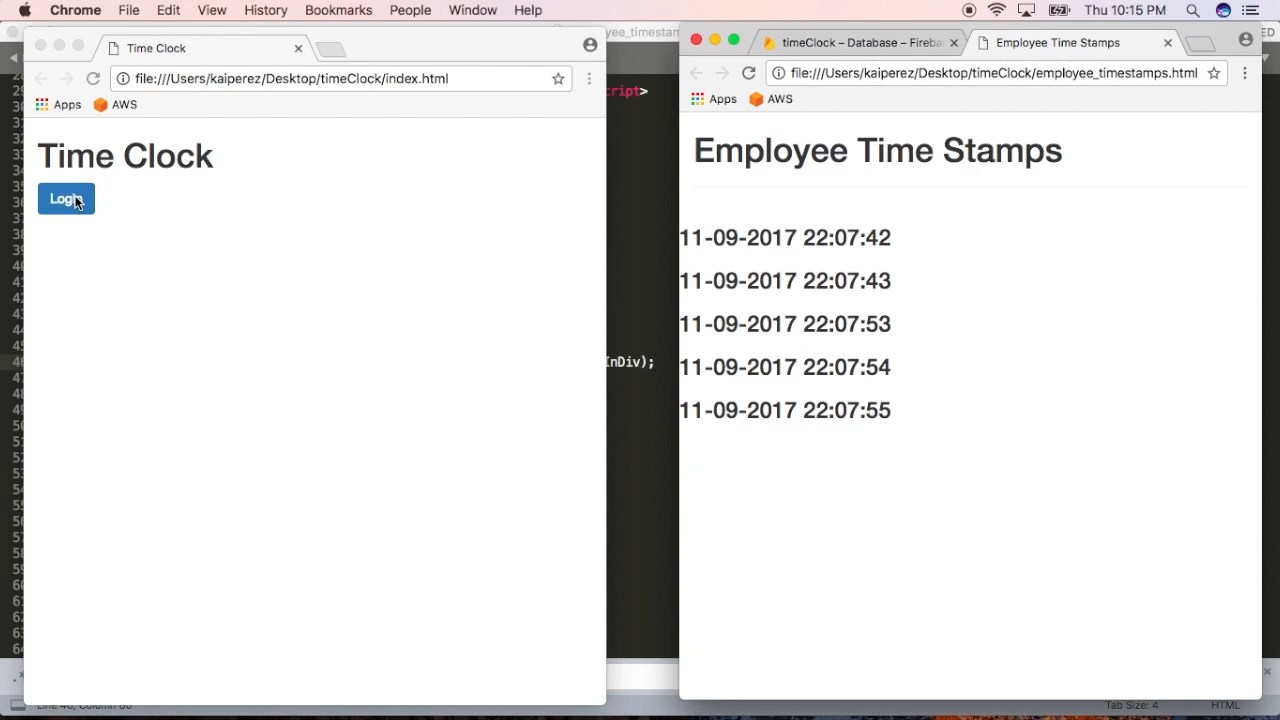 Chrome File Edit View History Bookmarks People Window Help Thu 10:15 PM
Time Clock
file:///Users/kaiperez/Desktop/timeClock/index.html
Apps AWS
Time Clock
Login
timeClock – Database – Fireba
Employee Time Stamps
file:///Users/kaiperez/Desktop/timeClock/employee_timestamps.html
Apps AWS
Employee Time Stamps
11-09-2017 22:07:42
11-09-2017 22:07:43
11-09-2017 22:07:53
11-09-2017 22:07:54
11-09-2017 22:07:55
ee_timestam
cript>
InDiv);
Tab Size: 4 HTML